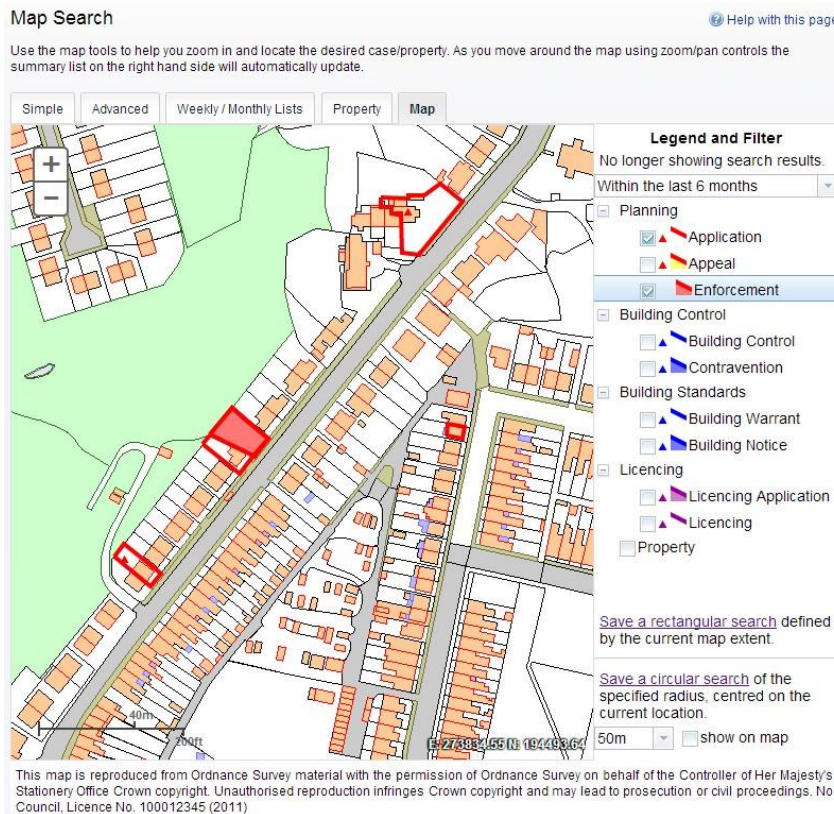 Map Search
Help with this page
Use the map tools to help you zoom in and locate the desired case/property. As you move around the map using zoom/pan controls the
summary list on the right hand side will automatically update.
Simple
Advanced
Weekly / Monthly Lists
Property
Map
+
−
40m
200ft
E: 273834.55 N: 194493.64
Legend and Filter
No longer showing search results.
Within the last 6 months
Planning
Application
Appeal
Enforcement
Building Control
Building Control
Contravention
Building Standards
Building Warrant
Building Notice
Licencing
Licencing Application
Licencing
Property
Save a rectangular search defined
by the current map extent.
Save a circular search of the
specified radius, centred on the
current location.
50m
show on map
This map is reproduced from Ordnance Survey material with the permission of Ordnance Survey on behalf of the Controller of Her Majesty's
Stationery Office Crown copyright. Unauthorised reproduction infringes Crown copyright and may lead to prosecution or civil proceedings. No
Council, Licence No. 100012345 (2011)